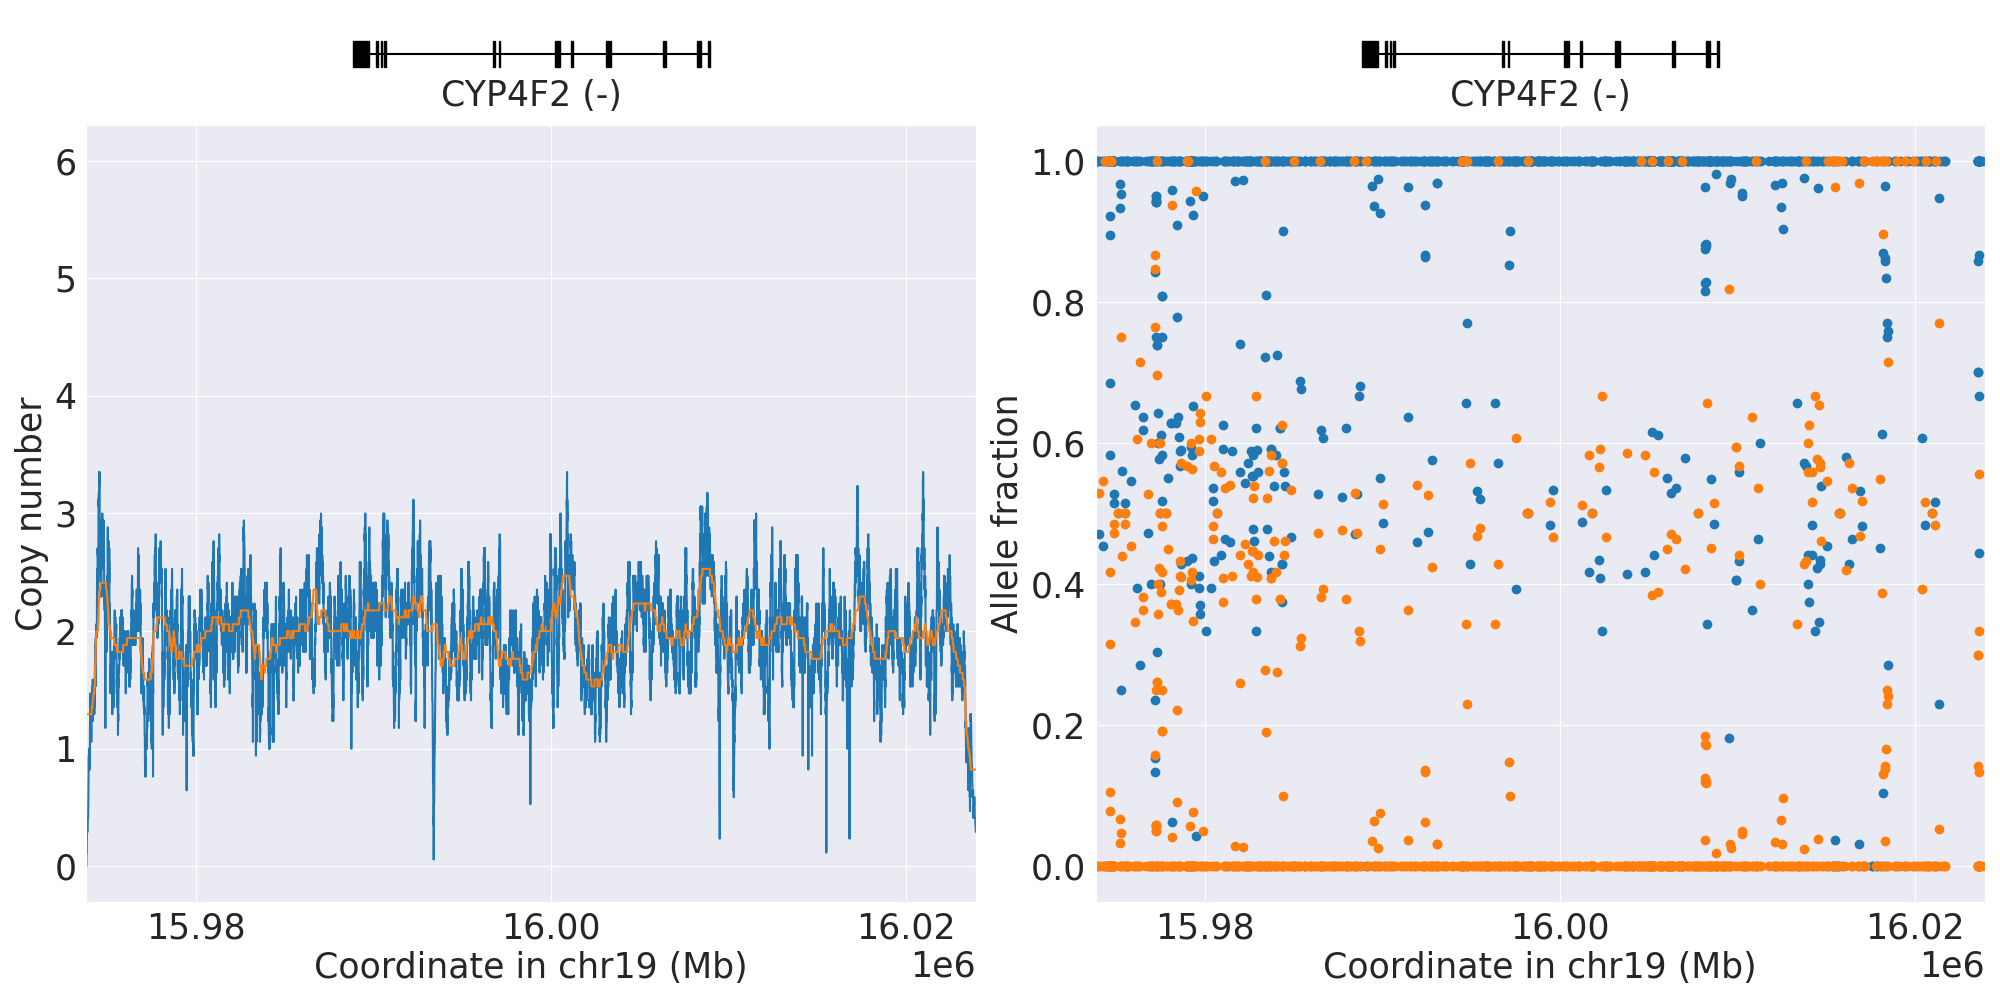 CYP4F2 (-)
6
5
4
3
2
1
0
Copy number
15.98
16.00
16.02
Coordinate in chr19 (Mb)
1e6
CYP4F2 (-)
1.0
0.8
0.6
0.4
0.2
0.0
Allele fraction
15.98
16.00
16.02
Coordinate in chr19 (Mb)
1e6